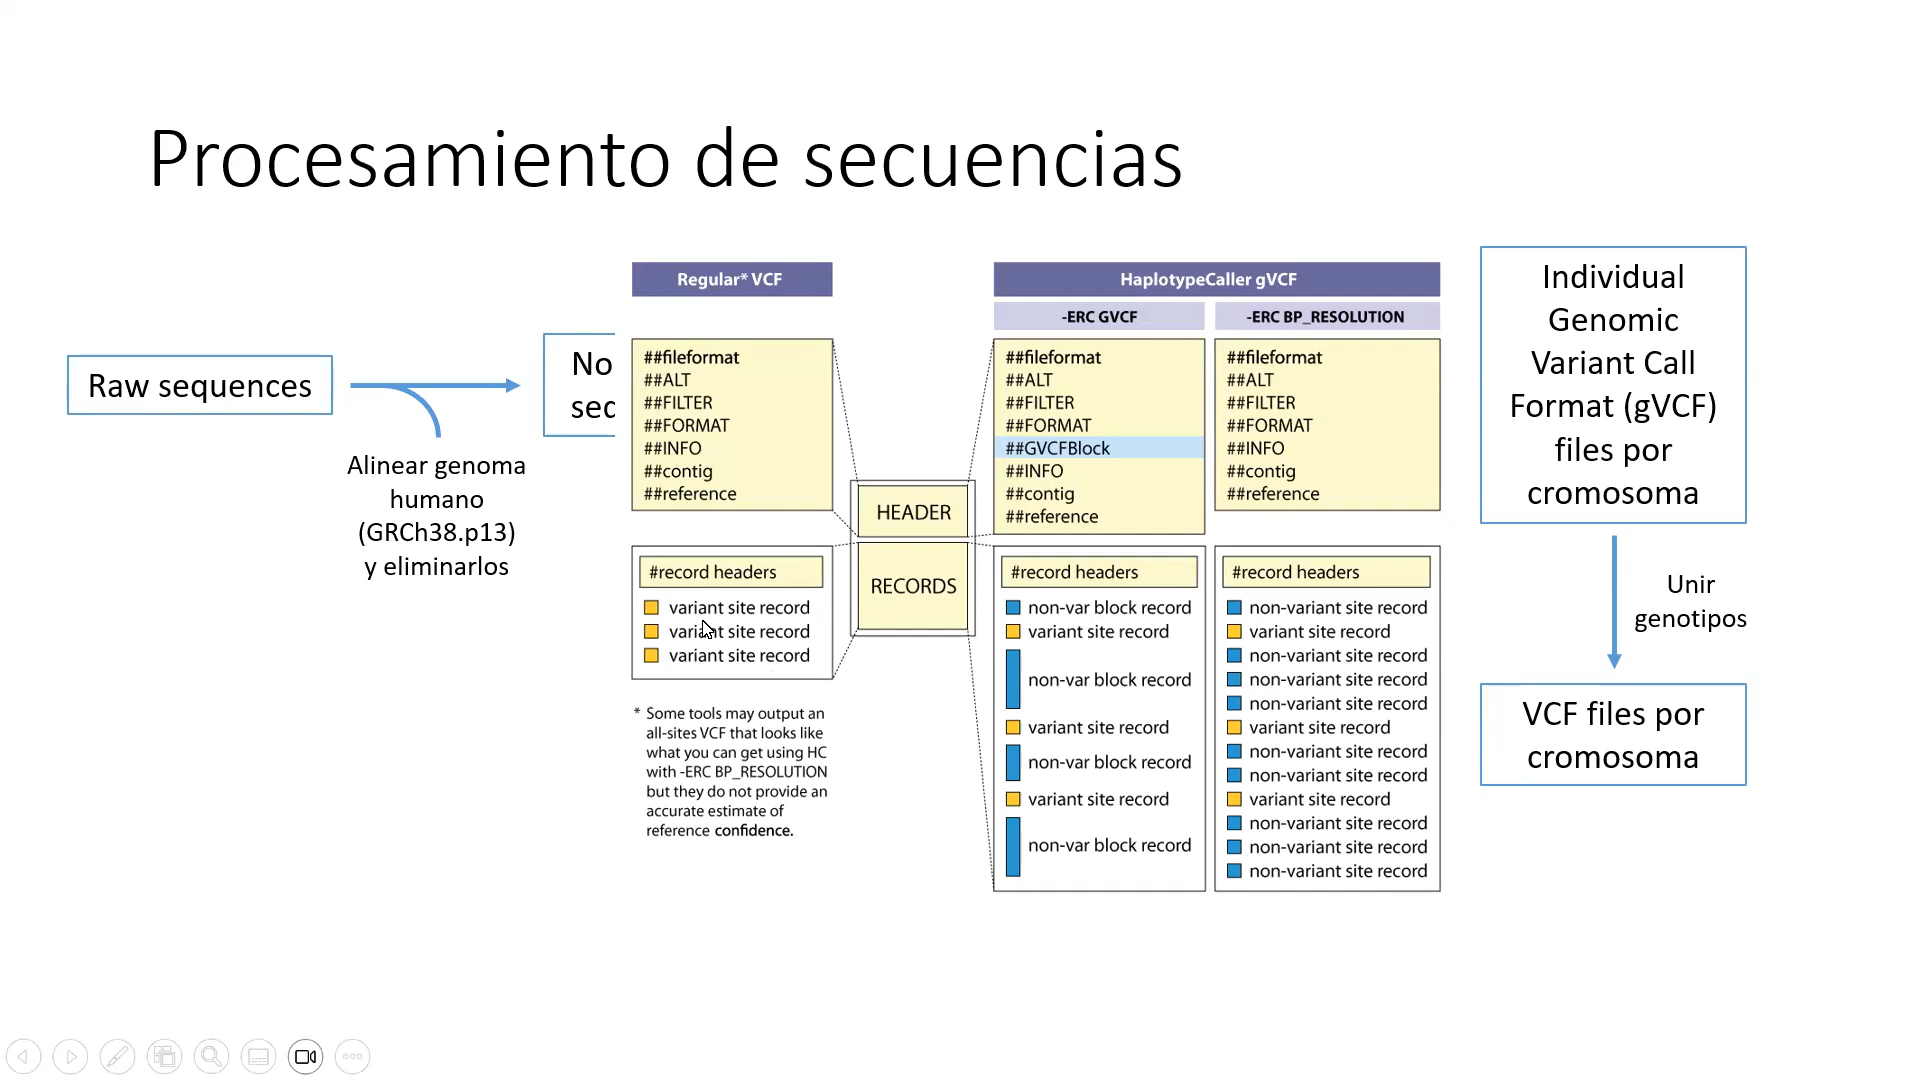 Procesamiento de secuencias
Raw sequences
Alinear genoma
humano
(GRCh38.p13)
y eliminarlos
No
sec
Regular* VCF
##fileformat
##ALT
##FILTER
##FORMAT
##INFO
##contig
##reference
#record headers
variant site record
variant site record
variant site record
* Some tools may output an
all-sites VCF that looks like
what you can get using HC
with -ERC BP_RESOLUTION
but they do not provide an
accurate estimate of
reference confidence.
HEADER
RECORDS
HaplotypeCaller gVCF
-ERC GVCF
##fileformat
##ALT
##FILTER
##FORMAT
##GVCFBlock
##INFO
##contig
##reference
#record headers
non-var block record
variant site record
non-var block record
variant site record
non-var block record
variant site record
non-var block record
-ERC BP_RESOLUTION
##fileformat
##ALT
##FILTER
##FORMAT
##INFO
##contig
##reference
#record headers
non-variant site record
variant site record
non-variant site record
non-variant site record
non-variant site record
variant site record
non-variant site record
non-variant site record
variant site record
non-variant site record
non-variant site record
non-variant site record
Individual
Genomic
Variant Call
Format (gVCF)
files por
cromosoma
Unir
genotipos
VCF files por
cromosoma